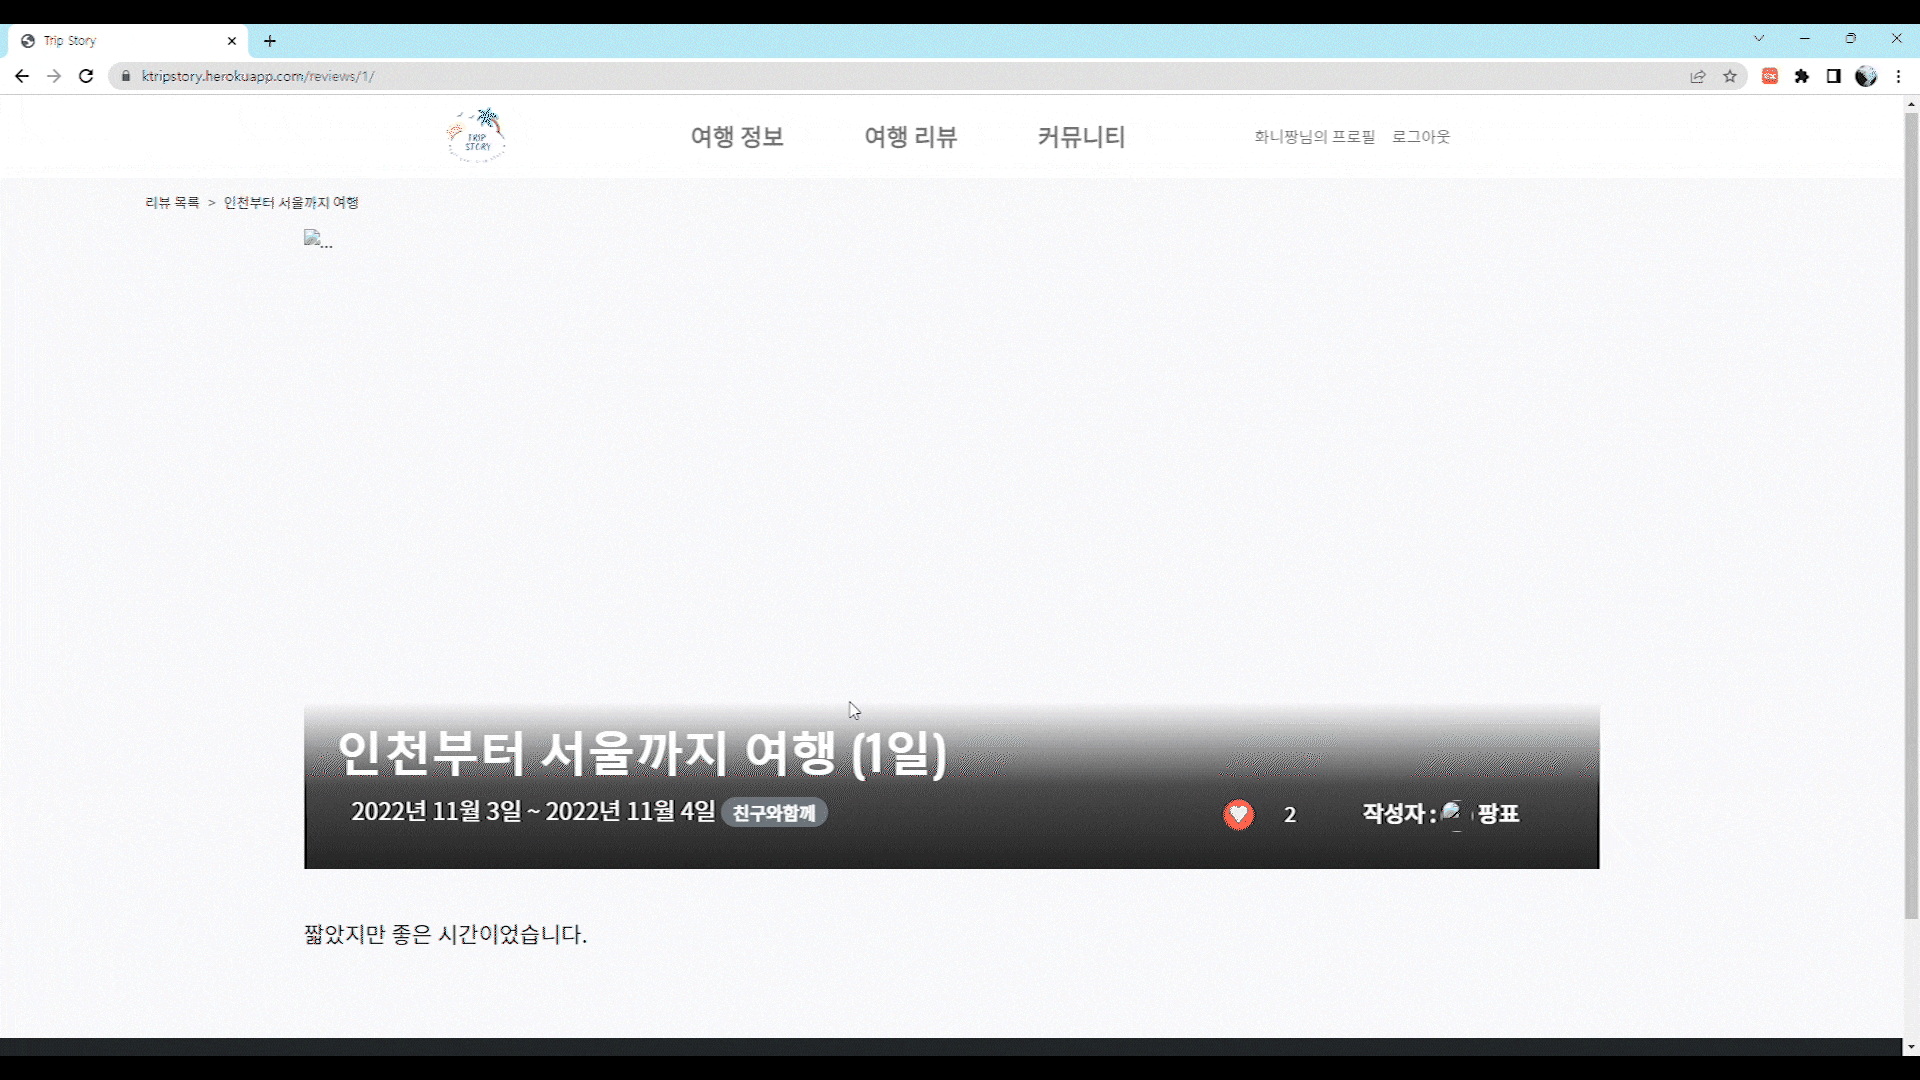 Trip Story
ktripstory.herokuapp.com/reviews/1/
TRIP
STORY
여행 정보
여행 리뷰
커뮤니티
화니짱님의 프로필
로그아웃
리뷰 목록 > 인천부터 서울까지 여행
...
인천부터 서울까지 여행 (1일)
2022년 11월 3일 ~ 2022년 11월 4일 친구와함께
2
작성자 : 팡표
짧았지만 좋은 시간이었습니다.